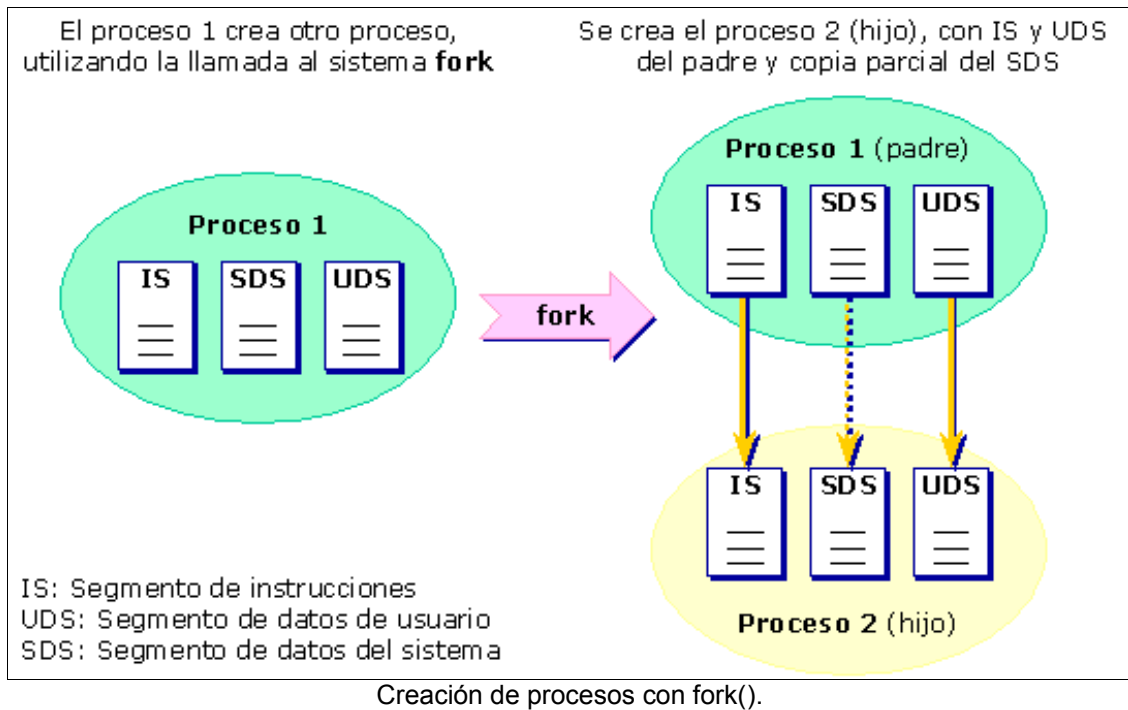 El proceso 1 crea otro proceso,
utilizando la llamada al sistema fork
Se crea el proceso 2 (hijo), con IS y UDS
del padre y copia parcial del SDS
Proceso 1
IS SDS UDS
fork
Proceso 1 (padre)
IS SDS UDS
IS SDS UDS
Proceso 2 (hijo)
IS: Segmento de instrucciones
UDS: Segmento de datos de usuario
SDS: Segmento de datos del sistema
Creación de procesos con fork().